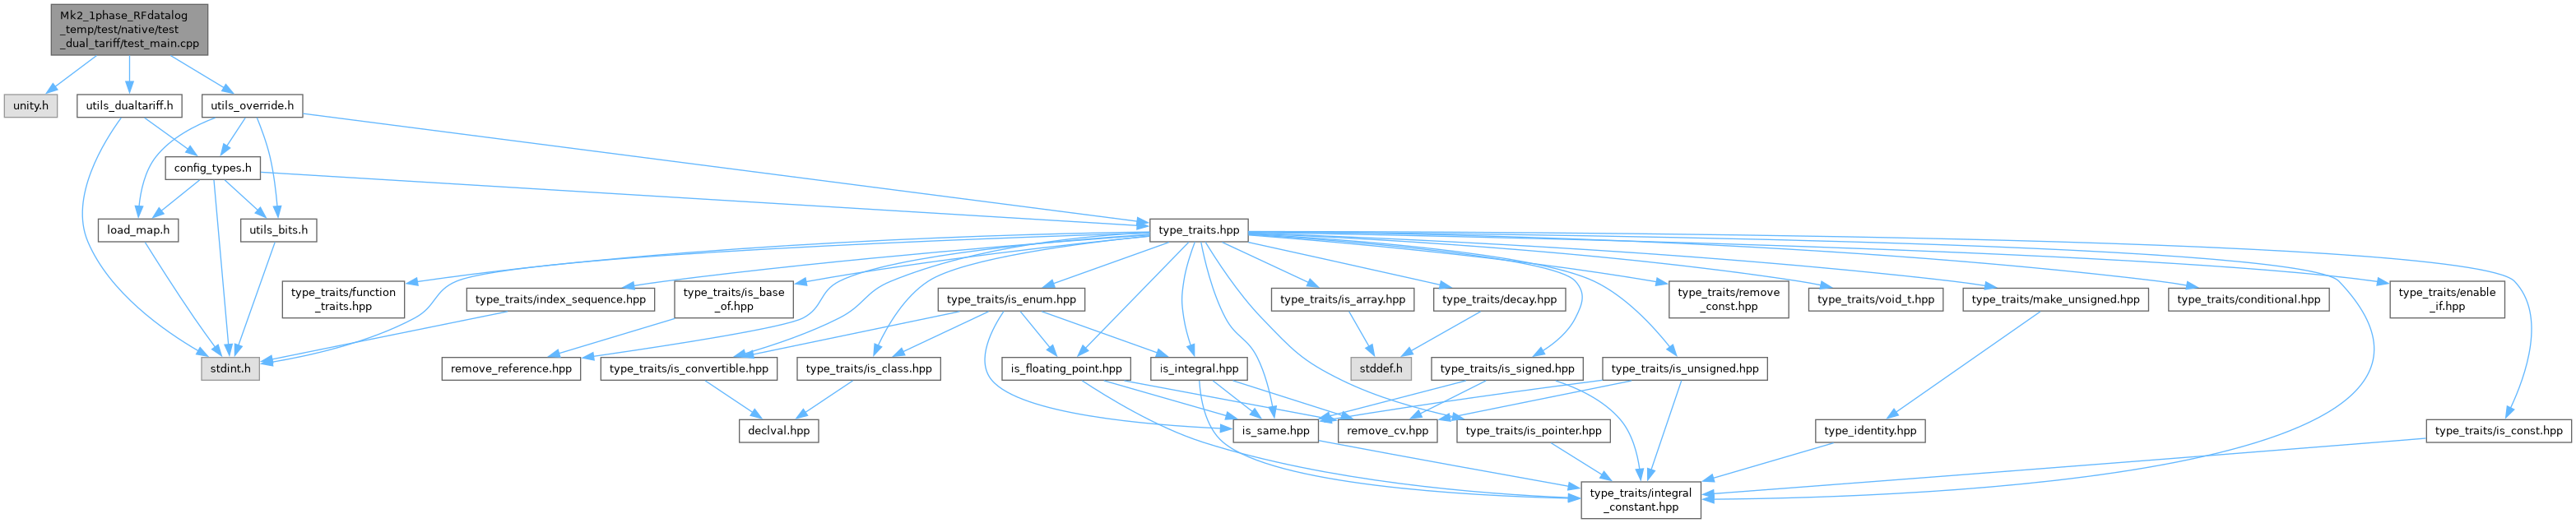 Mk2_1phase_RFdatalog
_temp/test/native/test
_dual_tariff/test_main.cpp
unity.h
utils_dualtariff.h
utils_override.h
config_types.h
load_map.h
utils_bits.h
type_traits.hpp
type_traits/function
_traits.hpp
type_traits/index_sequence.hpp
type_traits/is_base
_of.hpp
type_traits/is_enum.hpp
type_traits/is_array.hpp
type_traits/decay.hpp
type_traits/remove
_const.hpp
type_traits/void_t.hpp
type_traits/make_unsigned.hpp
type_traits/conditional.hpp
type_traits/enable
_if.hpp
stdint.h
remove_reference.hpp
type_traits/is_convertible.hpp
type_traits/is_class.hpp
is_floating_point.hpp
is_integral.hpp
stddef.h
type_traits/is_signed.hpp
type_traits/is_unsigned.hpp
declval.hpp
is_same.hpp
remove_cv.hpp
type_traits/is_pointer.hpp
type_identity.hpp
type_traits/is_const.hpp
type_traits/integral
_constant.hpp